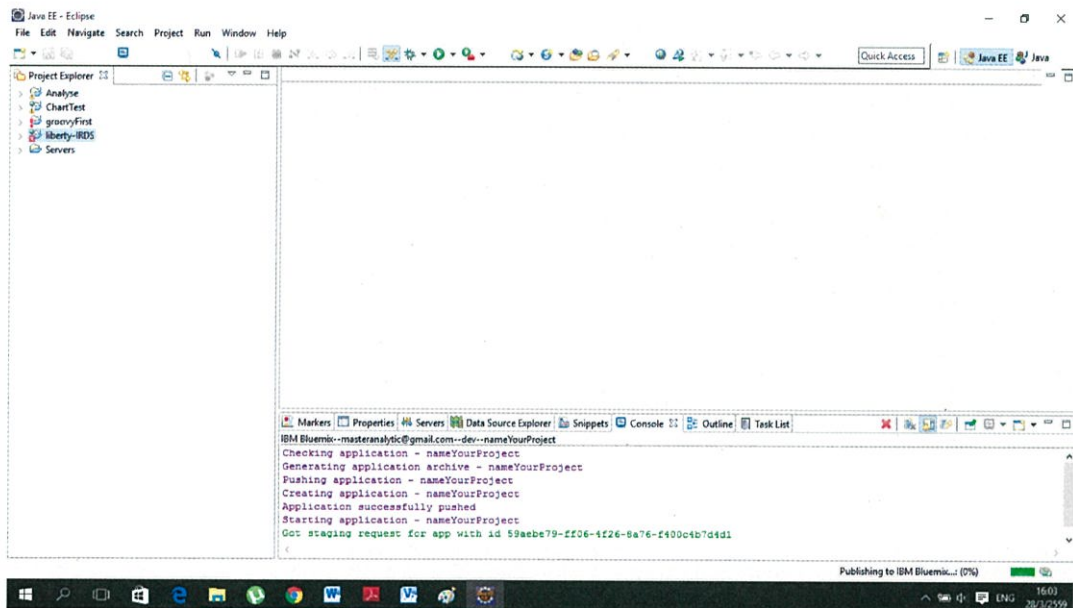 Java EE - Eclipse
File Edit Navigate Search Project Run Window Help
Quick Access
Java EE
Java
Project Explorer
Analyse
ChartTest
groovyFirst
liberty-IRDS
Servers
Markers Properties Servers Data Source Explorer Snippets Console Outline Task List
IBM Bluemix--masteranalytic@gmail.com--dev--nameYourProject
Checking application - nameYourProject
Generating application archive - nameYourProject
Pushing application - nameYourProject
Creating application - nameYourProject
Application successfully pushed
Starting application - nameYourProject
Got staging request for app with id 59aebe79-ff06-4f26-8a76-f400c4b7d4d1
Publishing to IBM Bluemix...: (0%)
ENG
16:03
20/3/2559